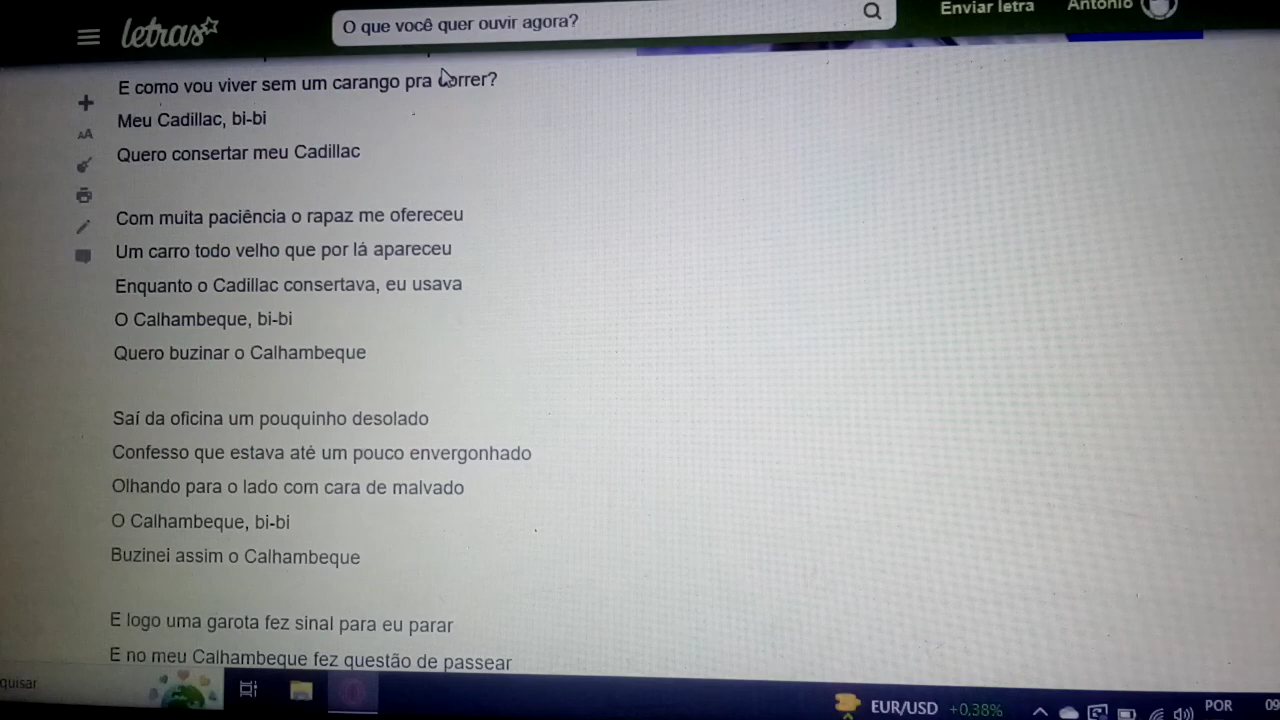 letras
O que você quer ouvir agora?
Enviar letra
Antonio
E como vou viver sem um carango pra correr?
Meu Cadillac, bi-bi
Quero consertar meu Cadillac
Com muita paciência o rapaz me ofereceu
Um carro todo velho que por lá apareceu
Enquanto o Cadillac consertava, eu usava
O Calhambeque, bi-bi
Quero buzinar o Calhambeque
Saí da oficina um pouquinho desolado
Confesso que estava até um pouco envergonhado
Olhando para o lado com cara de malvado
O Calhambeque, bi-bi
Buzinei assim o Calhambeque
E logo uma garota fez sinal para eu parar
E no meu Calhambeque fez questão de passear
quisar
EUR/USD +0,38%
POR
09